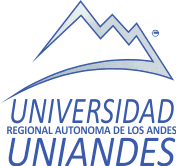 UNIVERSIDAD
REGIONAL AUTONOMA DE LOS ANDES
UNIANDES